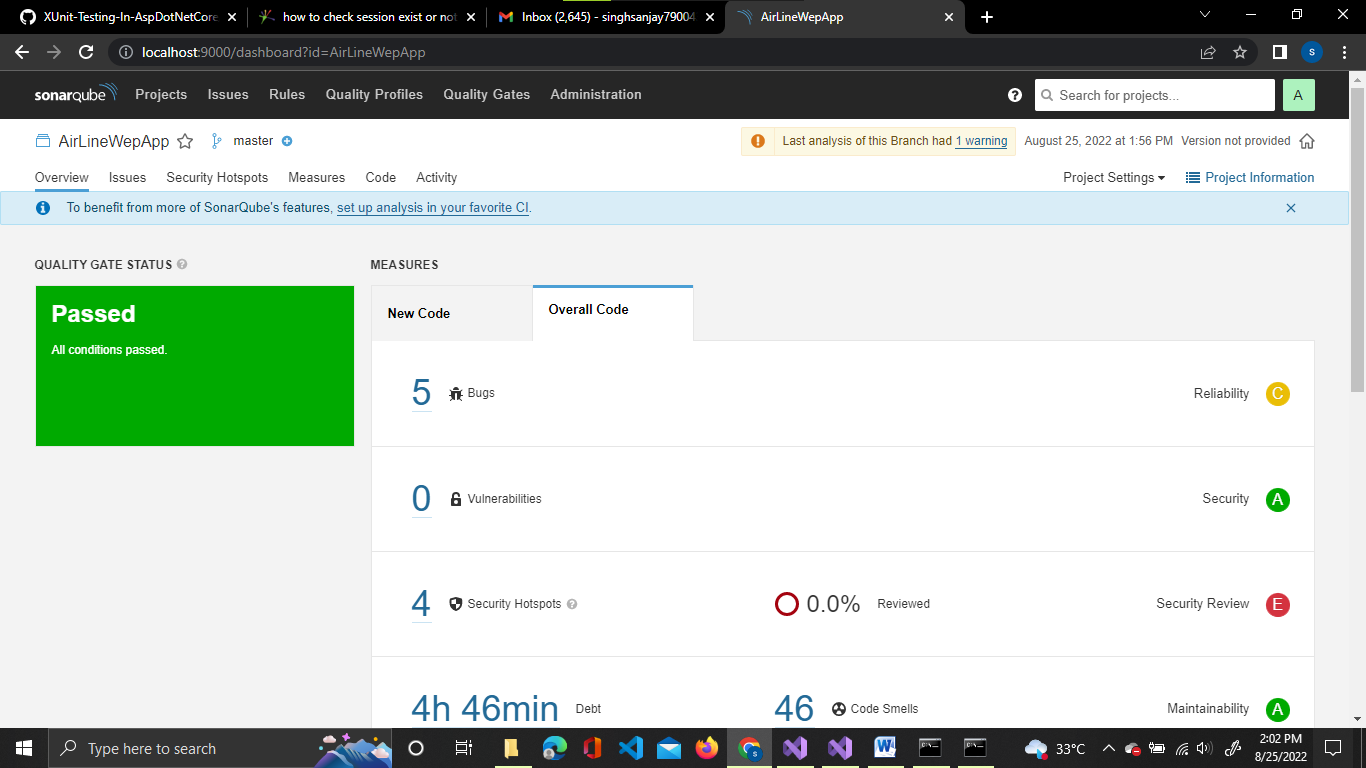 XUnit-Testing-In-AspDotNetCore
how to check session exist or not
Inbox (2,645) - singhsanjay79004
AirLineWepApp
localhost:9000/dashboard?id=AirLineWepApp
S
sonarqube
Projects
Issues
Rules
Quality Profiles
Quality Gates
Administration
?
Search for projects...
A
AirLineWepApp
master
Last analysis of this Branch had 1 warning
August 25, 2022 at 1:56 PM
Version not provided
Overview
Issues
Security Hotspots
Measures
Code
Activity
Project Settings
Project Information
To benefit from more of SonarQube's features, set up analysis in your favorite CI.
QUALITY GATE STATUS ?
MEASURES
Passed
All conditions passed.
New Code
Overall Code
5 Bugs
Reliability C
0 Vulnerabilities
Security A
4 Security Hotspots ?
0.0% Reviewed
Security Review E
4h 46min Debt
46 Code Smells
Maintainability A
Type here to search
33°C
2:02 PM
8/25/2022